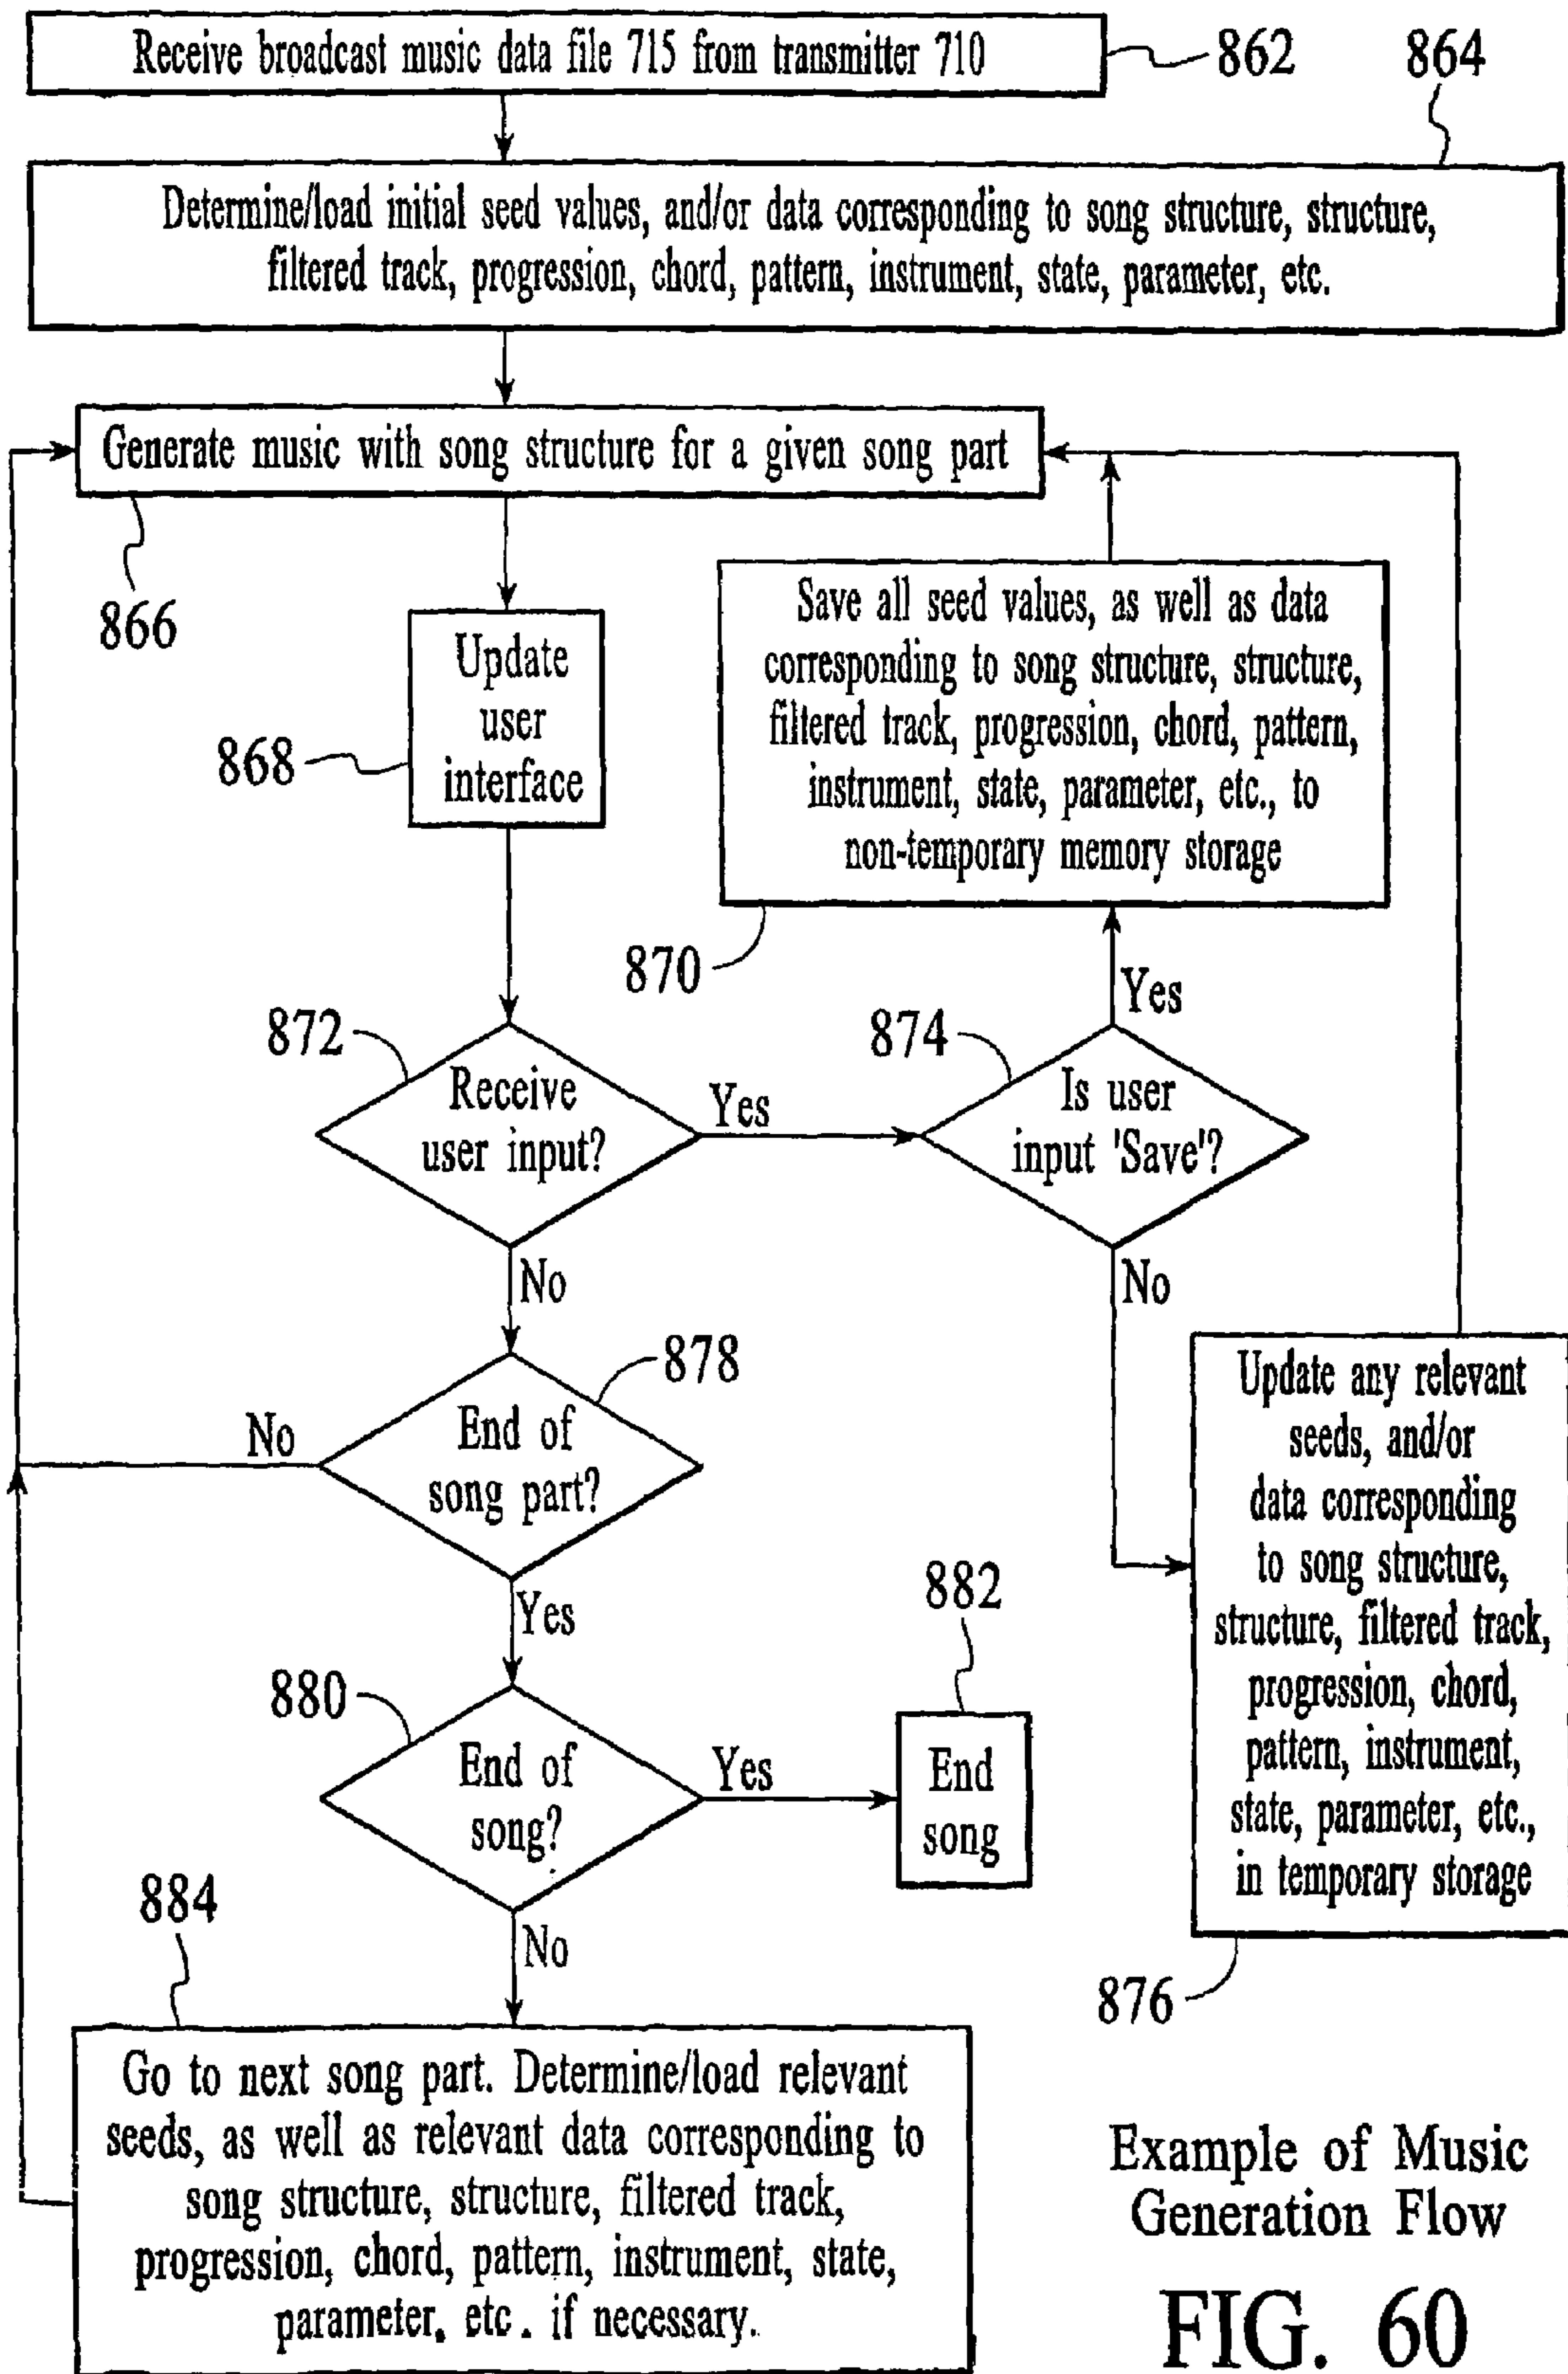 Receive broadcast music data file 715 from transmitter 710
862
864
Determine/load initial seed values, and/or data corresponding to song structure, structure,
filtered track, progression, chord, pattern, instrument, state, parameter, etc.
Generate music with song structure for a given song part
866
Update
user
interface
868
Save all seed values, as well as data
corresponding to song structure, structure,
filtered track, progression, chord, pattern,
instrument, state, parameter, etc., to
non-temporary memory storage
870
872
Receive
user input?
Yes
No
874
Is user
input 'Save'?
Yes
No
Update any relevant
seeds, and/or
data corresponding
to song structure,
structure, filtered track,
progression, chord,
pattern, instrument,
state, parameter, etc.,
in temporary storage
876
878
End of
song part?
No
Yes
880
End of
song?
Yes
882
End
song
No
884
Go to next song part. Determine/load relevant
seeds, as well as relevant data corresponding to
song structure, structure, filtered track,
progression, chord, pattern, instrument, state,
parameter, etc. if necessary.
Example of Music
Generation Flow
FIG. 60